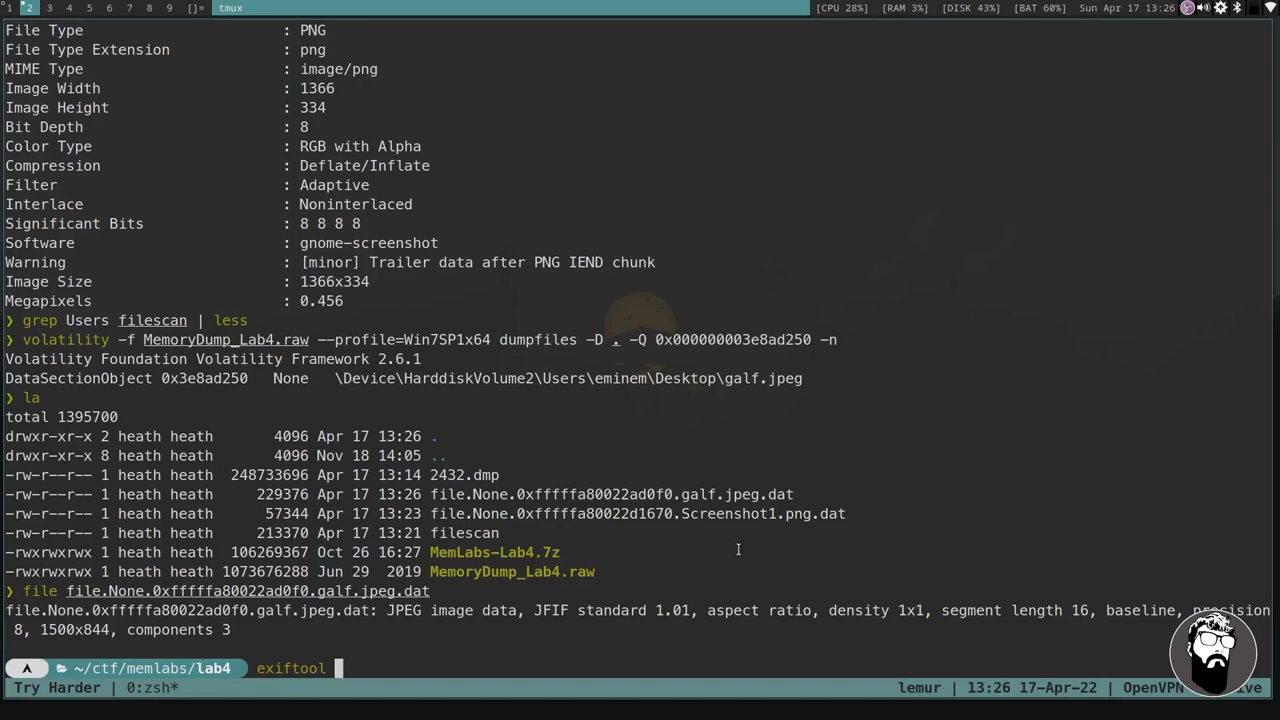 1 2 3 4 5 6 7 8 9 []= tmux [CPU 28%] [RAM 3%] [DISK 43%] [BAT 60%] Sun Apr 17 13:26
File Type : PNG
File Type Extension : png
MIME Type : image/png
Image Width : 1366
Image Height : 334
Bit Depth : 8
Color Type : RGB with Alpha
Compression : Deflate/Inflate
Filter : Adaptive
Interlace : Noninterlaced
Significant Bits : 8 8 8 8
Software : gnome-screenshot
Warning : [minor] Trailer data after PNG IEND chunk
Image Size : 1366x334
Megapixels : 0.456
❯ grep Users filescan | less
❯ volatility -f MemoryDump_Lab4.raw --profile=Win7SP1x64 dumpfiles -D . -Q 0x000000003e8ad250 -n
Volatility Foundation Volatility Framework 2.6.1
DataSectionObject 0x3e8ad250 None \Device\HarddiskVolume2\Users\eminem\Desktop\galf.jpeg
❯ la
total 1395700
drwxr-xr-x 2 heath heath 4096 Apr 17 13:26 .
drwxr-xr-x 8 heath heath 4096 Nov 18 14:05 ..
-rw-r--r-- 1 heath heath 248733696 Apr 17 13:14 2432.dmp
-rw-r--r-- 1 heath heath 229376 Apr 17 13:26 file.None.0xfffffa80022ad0f0.galf.jpeg.dat
-rw-r--r-- 1 heath heath 57344 Apr 17 13:23 file.None.0xfffffa80022d1670.Screenshot1.png.dat
-rw-r--r-- 1 heath heath 213370 Apr 17 13:21 filescan
-rwxrwxrwx 1 heath heath 106269367 Oct 26 16:27 MemLabs-Lab4.7z
-rwxrwxrwx 1 heath heath 1073676288 Jun 29 2019 MemoryDump_Lab4.raw
❯ file file.None.0xfffffa80022ad0f0.galf.jpeg.dat
file.None.0xfffffa80022ad0f0.galf.jpeg.dat: JPEG image data, JFIF standard 1.01, aspect ratio, density 1x1, segment length 16, baseline, precision
8, 1500x844, components 3
~/ctf/memlabs/lab4 exiftool
Try Harder | 0:zsh* lemur | 13:26 17-Apr-22 | OpenVPN